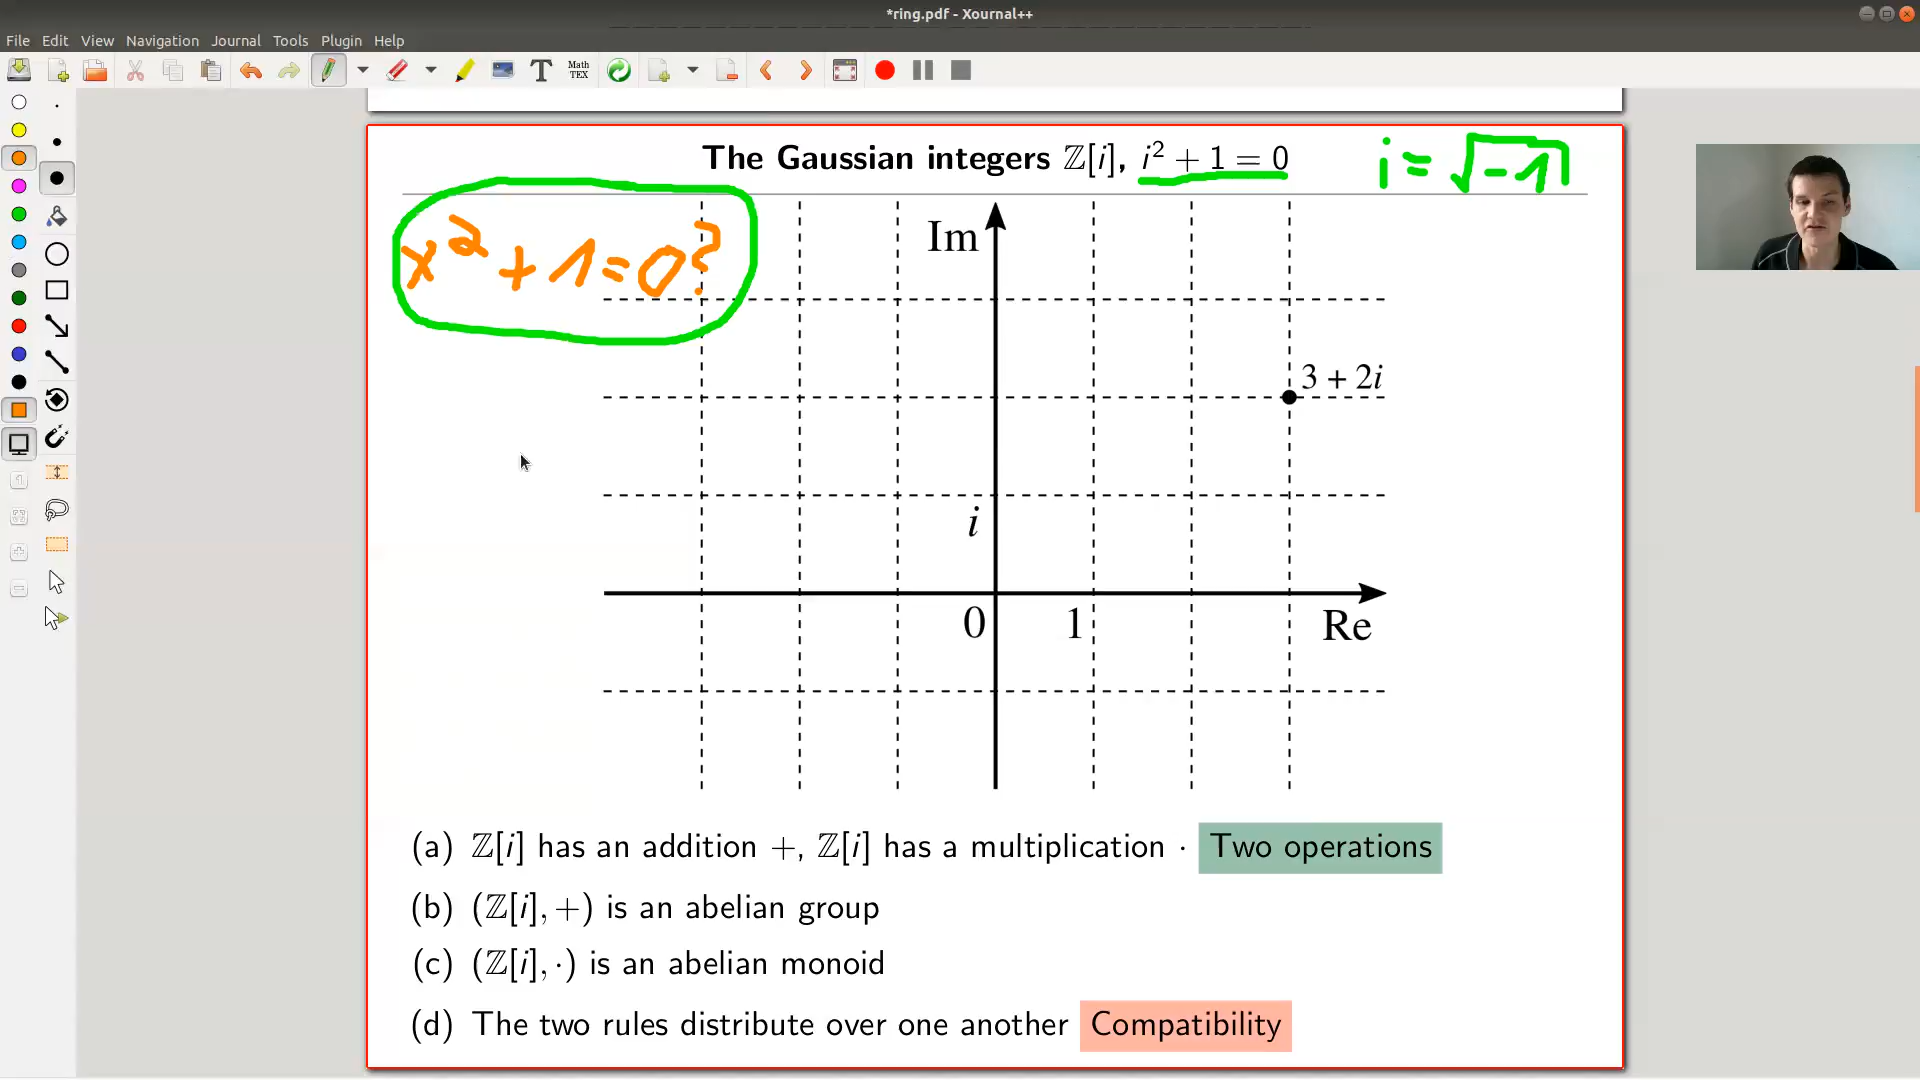 *ring.pdf - Xournal++
File Edit View Navigation Journal Tools Plugin Help
T Math TEX
The Gaussian integers ℤ[i], i² + 1 = 0
i = √-1
x² + 1 = 0?
Im
3 + 2i
i
0 1
Re
(a) ℤ[i] has an addition +, ℤ[i] has a multiplication · Two operations
(b) (ℤ[i], +) is an abelian group
(c) (ℤ[i], ·) is an abelian monoid
(d) The two rules distribute over one another Compatibility